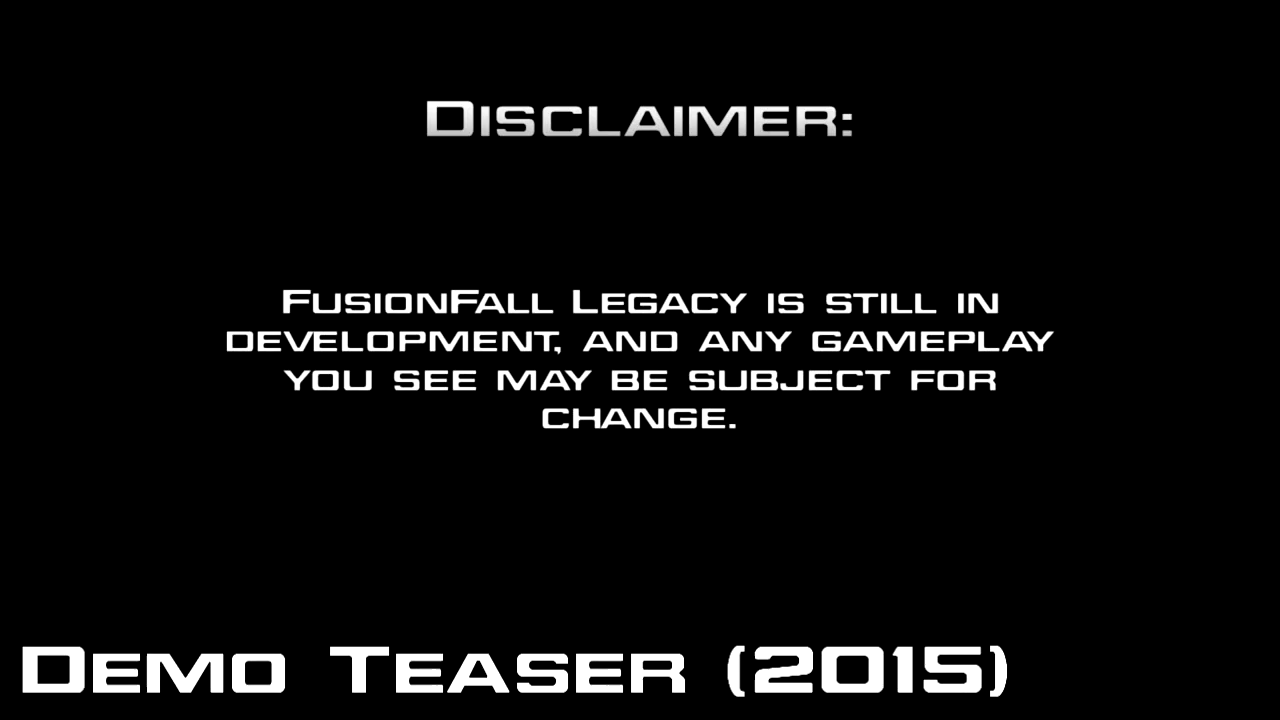 Disclaimer:
FusionFall Legacy is still in
development, and any gameplay
you see may be subject for
change.
Demo Teaser (2015)